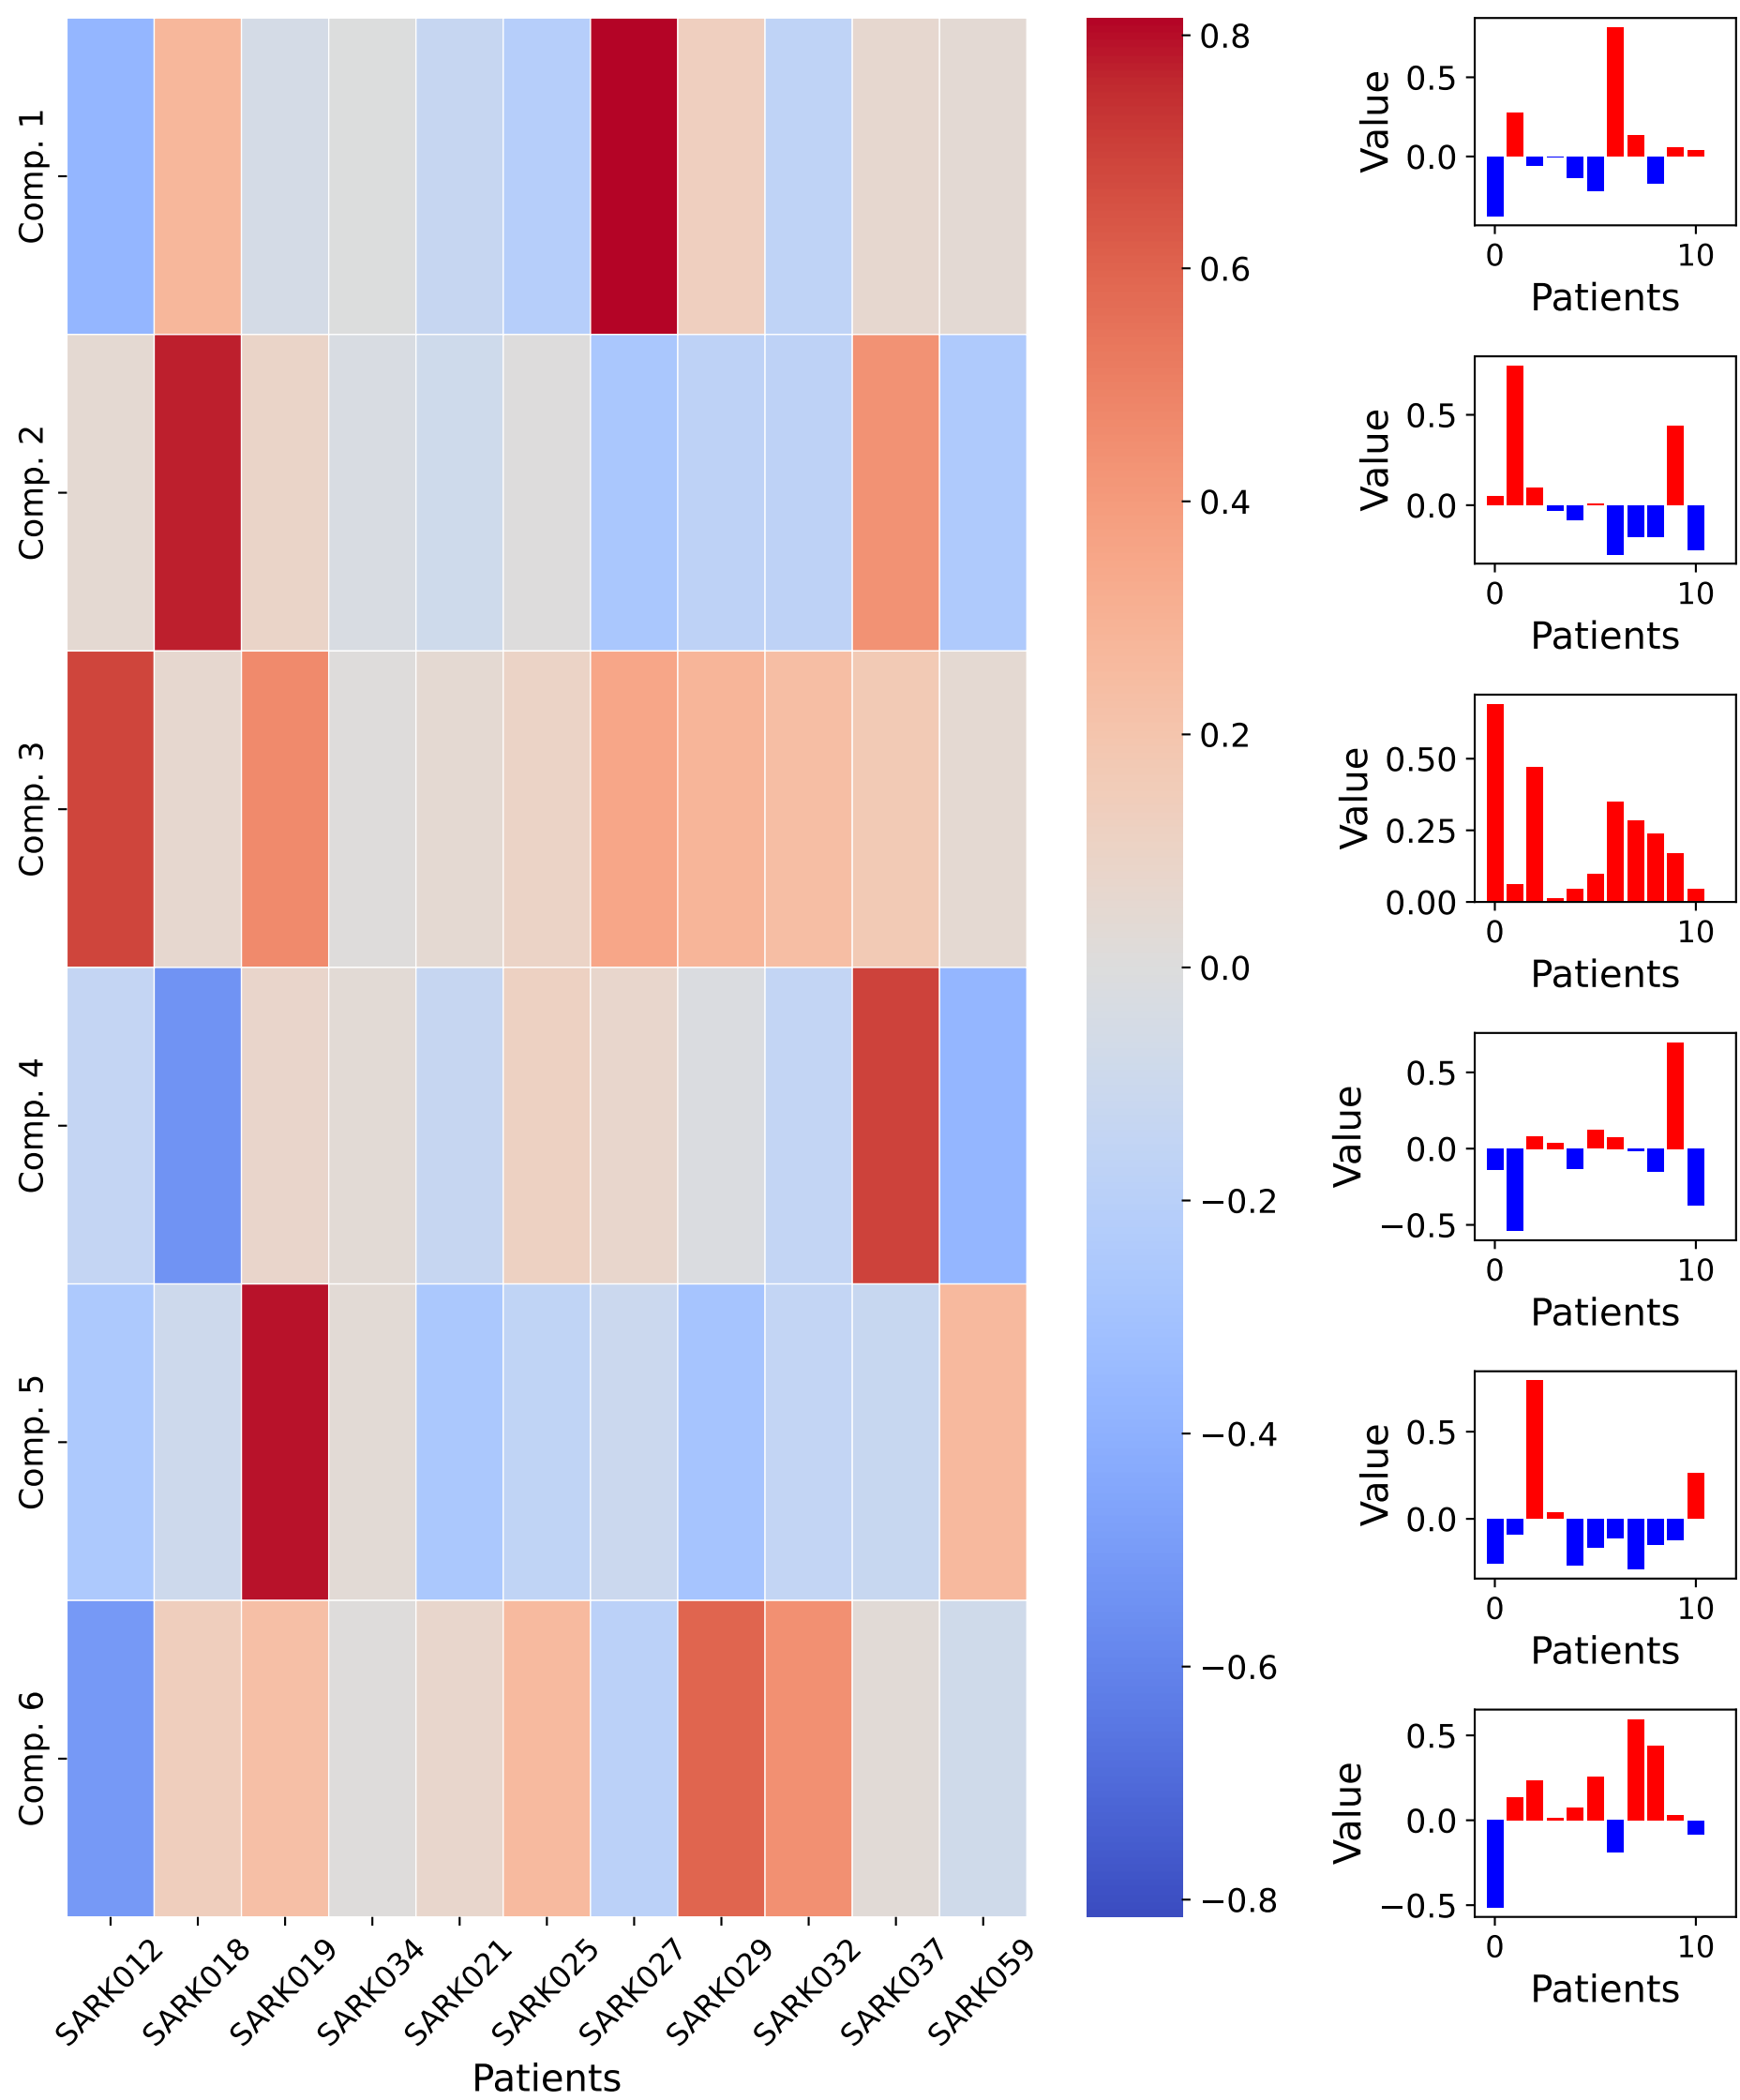 Comp. 1
Comp. 2
Comp. 3
Comp. 4
Comp. 5
Comp. 6
SARK012
SARK018
SARK019
SARK034
SARK021
SARK025
SARK027
SARK029
SARK032
SARK037
SARK059
Patients
0.8
0.6
0.4
0.2
0.0
−0.2
−0.4
−0.6
−0.8
Value
0.5
0.0
0 10
Patients
Value
0.5
0.0
0 10
Patients
Value
0.50
0.25
0.00
0 10
Patients
Value
0.5
0.0
−0.5
0 10
Patients
Value
0.5
0.0
0 10
Patients
Value
0.5
0.0
−0.5
0 10
Patients